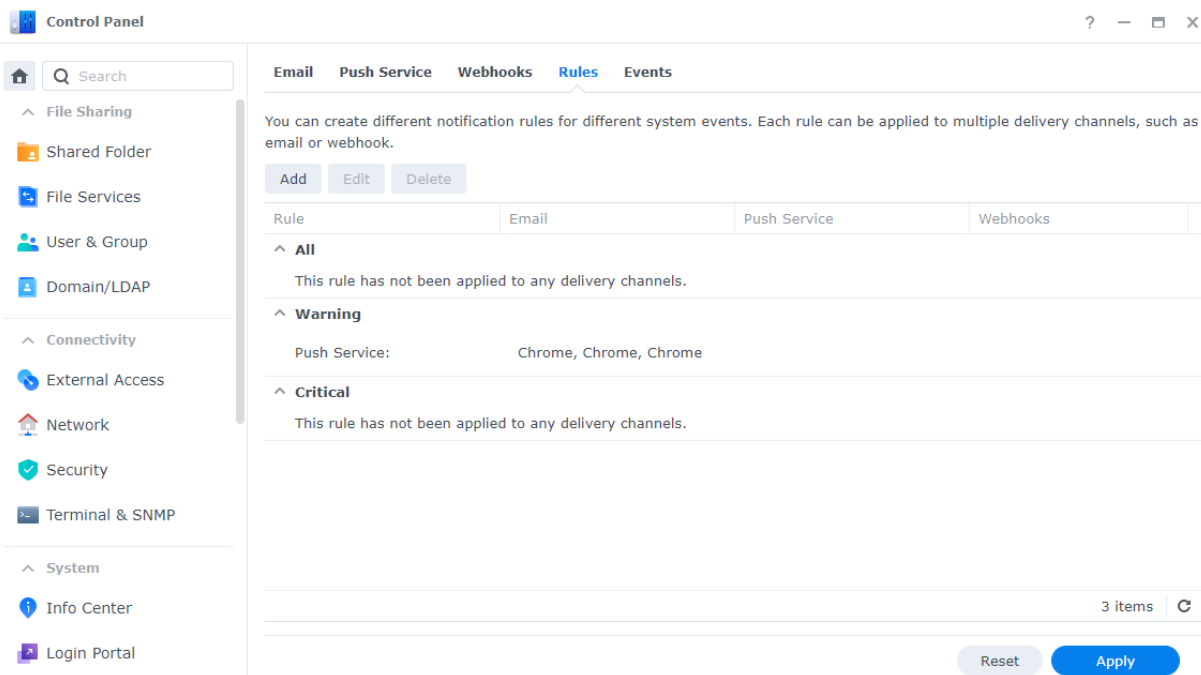 Control Panel
?
Search
File Sharing
Shared Folder
File Services
User & Group
Domain/LDAP
Connectivity
External Access
Network
Security
Terminal & SNMP
System
Info Center
Login Portal
Email Push Service Webhooks Rules Events
You can create different notification rules for different system events. Each rule can be applied to multiple delivery channels, such as
email or webhook.
Add Edit Delete
Rule Email Push Service Webhooks
All
This rule has not been applied to any delivery channels.
Warning
Push Service: Chrome, Chrome, Chrome
Critical
This rule has not been applied to any delivery channels.
3 items
Reset Apply